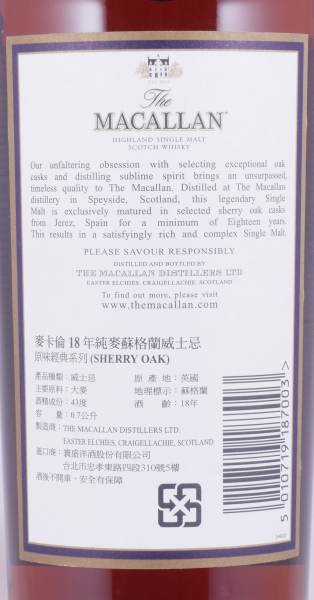 The
MACALLAN®
HIGHLAND SINGLE MALT
SCOTCH WHISKY
Our unfaltering obsession with selecting exceptional oak
casks and distilling sublime spirit brings an unsurpassed,
timeless quality to The Macallan. Distilled at The Macallan
distillery in Speyside, Scotland, this legendary Single
Malt is exclusively matured in selected sherry oak casks
from Jerez, Spain for a minimum of Eighteen years.
This results in a satisfyingly rich and complex Single Malt.
PLEASE SAVOUR RESPONSIBLY
DISTILLED AND BOTTLED BY
THE MACALLAN DISTILLERS LTD
EASTER ELCHIES, CRAIGELLACHIE, SCOTLAND
To find out more, please visit
www.themacallan.com
麥卡倫 18 年純麥蘇格蘭威士忌
原味經典系列 (SHERRY OAK)
產品種類：威士忌 原 產 地：英國
主要原料：大麥 地理標示：蘇格蘭
酒精成份：43度 酒 齡：18年
容 量：0.7公升
製造商：THE MACALLAN DISTILLERS LTD.
EASTER ELCHIES, CRAIGELLACHIE, SCOTLAND
進口商：寰盛洋酒股份有限公司
台北市忠孝東路四段310號5樓
酒後不開車，安全有保障
5 010719 187003 >